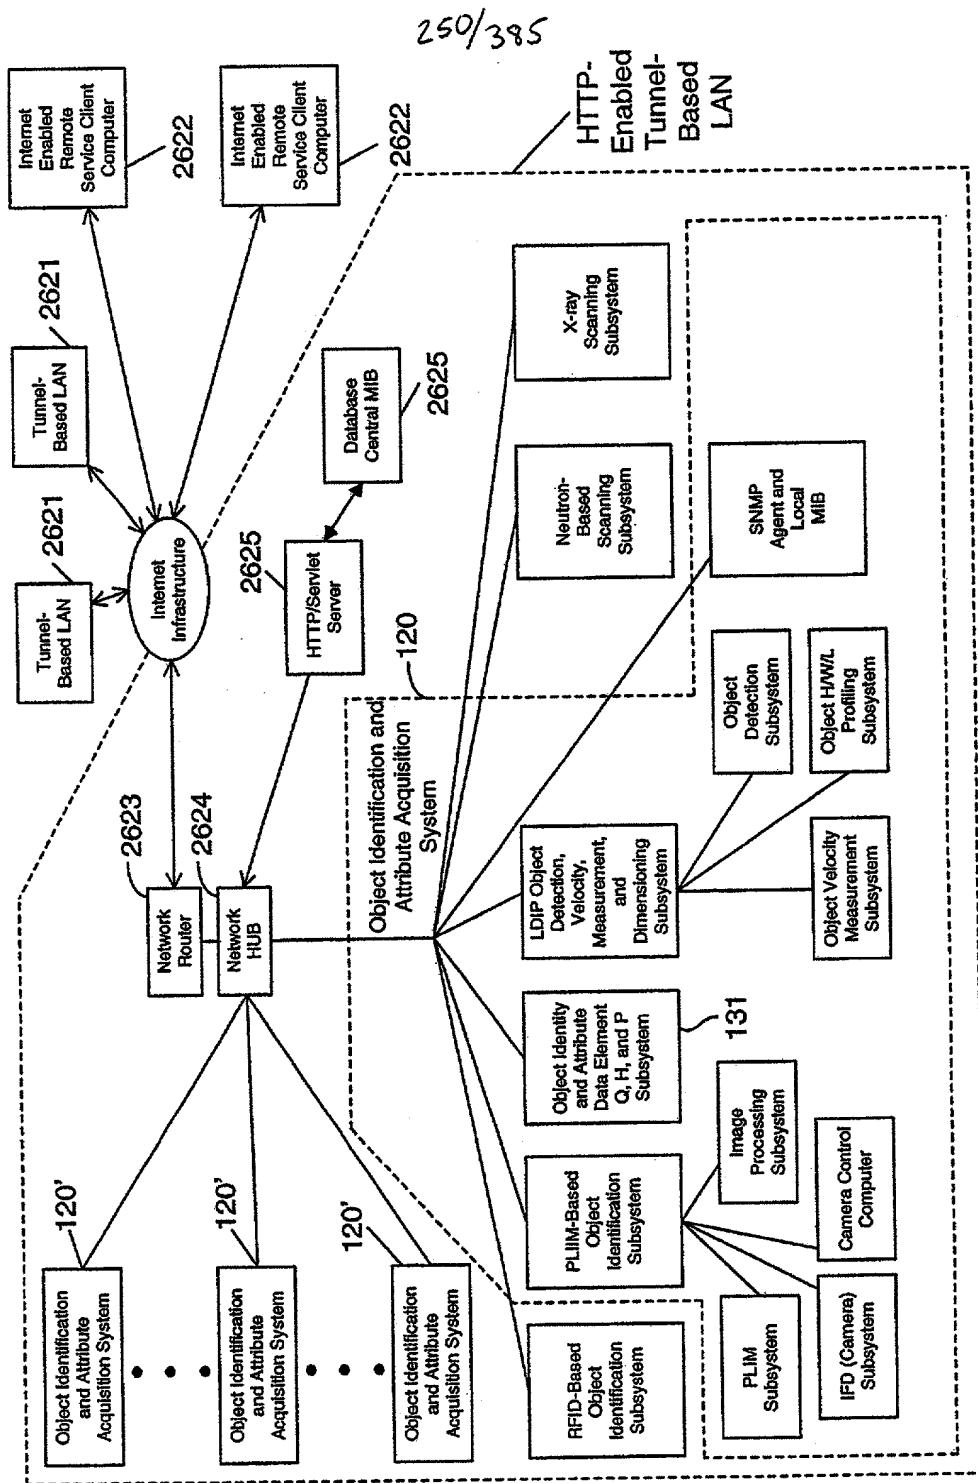 250/385
Internet
Enabled
Remote
Service Client
Computer
2622
Internet
Enabled
Remote
Service Client
Computer
2622
Tunnel-
Based LAN
2621
Tunnel-
Based LAN
2621
Internet
Infrastructure
HTTP-
Enabled
Tunnel-
Based
LAN
Database
Central MIB
2625
HTTP/Servlet
Server
2625
Network
Router
2623
Network
HUB
2624
Object Identification
and Attribute
Acquisition System
120'
Object Identification
and Attribute
Acquisition System
120'
Object Identification
and Attribute
Acquisition System
120'
Object Identification and
Attribute Acquisition
System
120
RFID-Based
Object
Identification
Subsystem
PLIIM-Based
Object
Identification
Subsystem
Object Identity
and Attribute
Data Element
Q, H, and P
Subsystem
131
LDIP Object
Detection,
Velocity,
Measurement,
and
Dimensioning
Subsystem
Neutron-
Based
Scanning
Subsystem
X-ray
Scanning
Subsystem
SNMP
Agent and
Local
MIB
PLIM
Subsystem
IFD (Camera)
Subsystem
Image
Processing
Subsystem
Camera Control
Computer
Object Velocity
Measurement
Subsystem
Object
Detection
Subsystem
Object H/W/L
Profiling
Subsystem